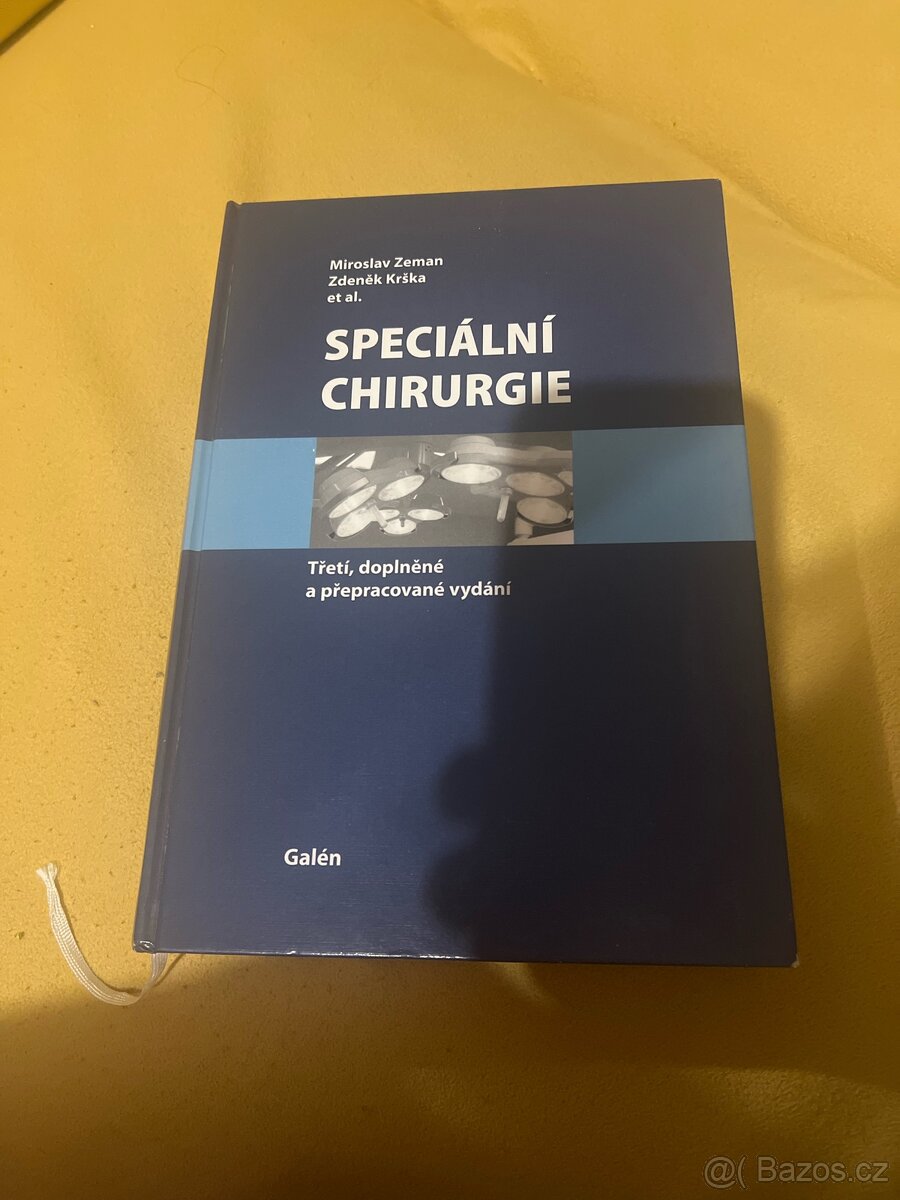 Miroslav Zeman
Zdeněk Krška
et al.
SPECIÁLNÍ
CHIRURGIE
Třetí, doplněné
a přepracované vydání
Galén
@( Bazos.cz